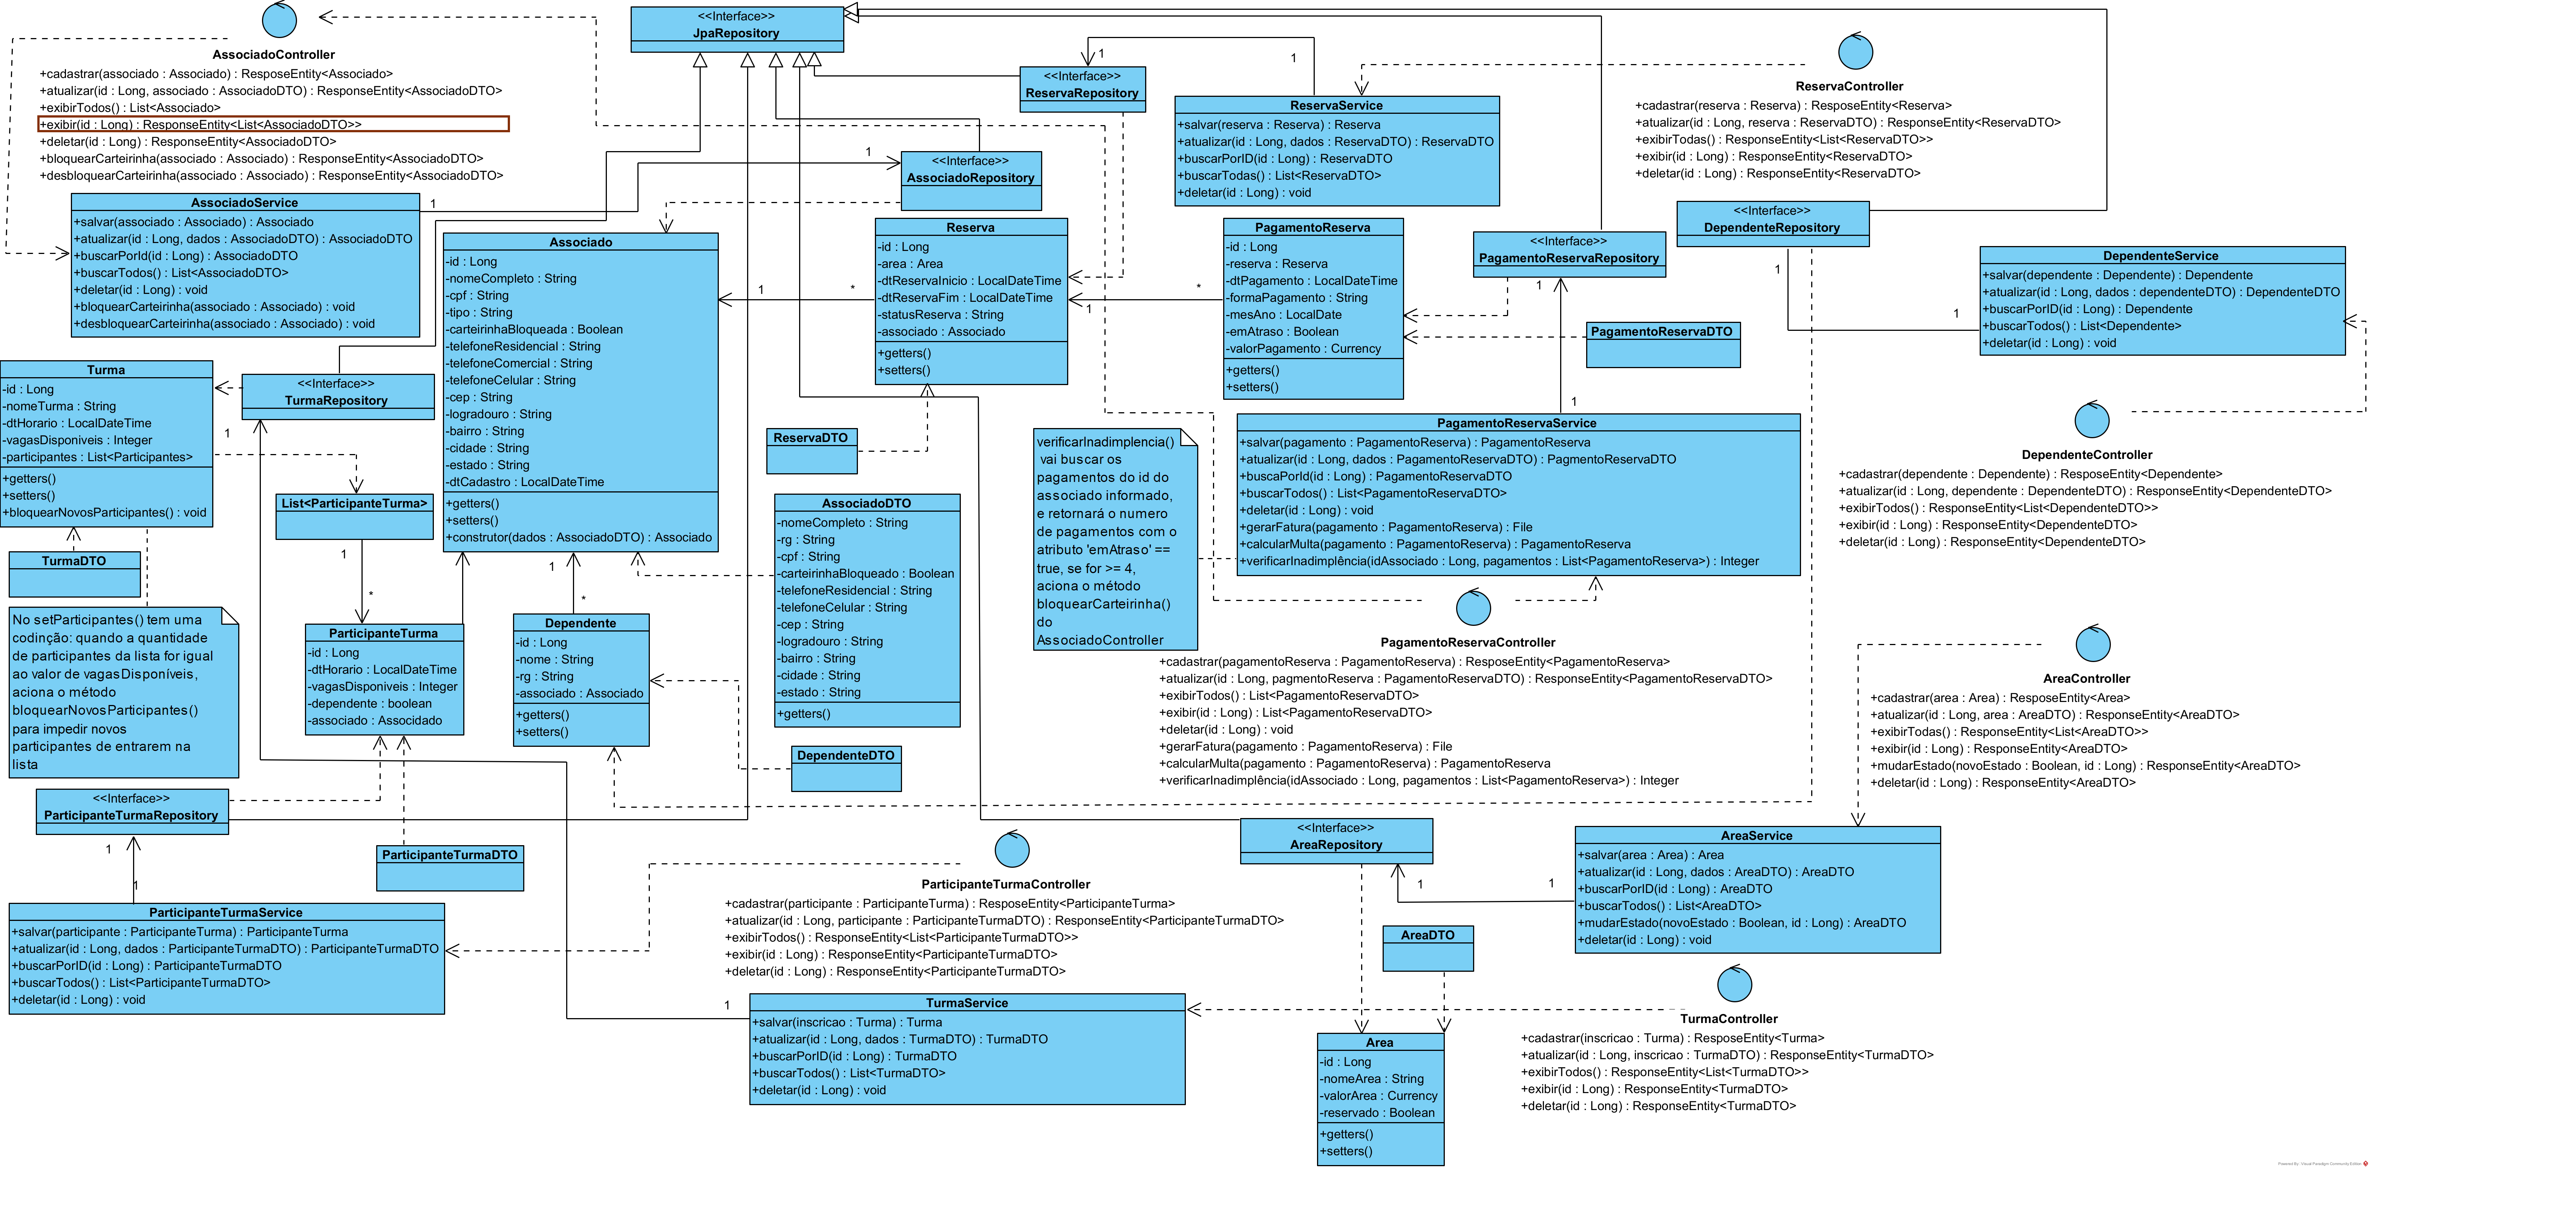 AssociadoController
+cadastrar(associado : Associado) : ResposeEntity<Associado>
+atualizar(id : Long, associado : AssociadoDTO) : ResponseEntity<AssociadoDTO>
+exibirTodos() : List<Associado>
+exibir(id : Long) : ResponseEntity<List<AssociadoDTO>>
+deletar(id : Long) : ResponseEntity<AssociadoDTO>
+bloquearCarteirinha(associado : Associado) : ResponseEntity<AssociadoDTO>
+desbloquearCarteirinha(associado : Associado) : ResponseEntity<AssociadoDTO>
<<Interface>>
JpaRepository
<<Interface>>
ReservaRepository
1
1
ReservaService
+salvar(reserva : Reserva) : Reserva
+atualizar(id : Long, dados : ReservaDTO) : ReservaDTO
+buscarPorID(id : Long) : ReservaDTO
+buscarTodas() : List<ReservaDTO>
+deletar(id : Long) : void
ReservaController
+cadastrar(reserva : Reserva) : ResposeEntity<Reserva>
+atualizar(id : Long, reserva : ReservaDTO) : ResponseEntity<ReservaDTO>
+exibirTodas() : ResponseEntity<List<ReservaDTO>>
+exibir(id : Long) : ResponseEntity<ReservaDTO>
+deletar(id : Long) : ResponseEntity<ReservaDTO>
AssociadoService
+salvar(associado : Associado) : Associado
+atualizar(id : Long, dados : AssociadoDTO) : AssociadoDTO
+buscarPorId(id : Long) : AssociadoDTO
+buscarTodos() : List<AssociadoDTO>
+deletar(id : Long) : void
+bloquearCarteirinha(associado : Associado) : void
+desbloquearCarteirinha(associado : Associado) : void
1
1
<<Interface>>
AssociadoRepository
Associado
-id : Long
-nomeCompleto : String
-cpf : String
-tipo : String
-carteirinhaBloqueada : Boolean
-telefoneResidencial : String
-telefoneComercial : String
-telefoneCelular : String
-cep : String
-logradouro : String
-bairro : String
-cidade : String
-estado : String
-dtCadastro : LocalDateTime
+getters()
+setters()
+construtor(dados : AssociadoDTO) : Associado
1
*
Reserva
-id : Long
-area : Area
-dtReservaInicio : LocalDateTime
-dtReservaFim : LocalDateTime
-statusReserva : String
-associado : Associado
+getters()
+setters()
1
*
PagamentoReserva
-id : Long
-reserva : Reserva
-dtPagamento : LocalDateTime
-formaPagamento : String
-mesAno : LocalDate
-emAtraso : Boolean
-valorPagamento : Currency
+getters()
+setters()
<<Interface>>
PagamentoReservaRepository
1
1
PagamentoReservaDTO
<<Interface>>
DependenteRepository
1
1
DependenteService
+salvar(dependente : Dependente) : Dependente
+atualizar(id : Long, dados : dependenteDTO) : DependenteDTO
+buscarPorID(id : Long) : Dependente
+buscarTodos() : List<Dependente>
+deletar(id : Long) : void
Turma
-id : Long
-nomeTurma : String
-dtHorario : LocalDateTime
-vagasDisponiveis : Integer
-participantes : List<Participantes>
+getters()
+setters()
+bloquearNovosParticipantes() : void
<<Interface>>
TurmaRepository
1
List<ParticipanteTurma>
1
*
TurmaDTO
No setParticipantes() tem uma
codinção: quando a quantidade
de participantes da lista for igual
ao valor de vagasDisponíveis,
aciona o método
bloquearNovosParticipantes()
para impedir novos
participantes de entrarem na
lista
ParticipanteTurma
-id : Long
-dtHorario : LocalDateTime
-vagasDisponiveis : Integer
-dependente : boolean
-associado : Associdado
1
*
Dependente
-id : Long
-nome : String
-rg : String
-associado : Associado
+getters()
+setters()
ReservaDTO
AssociadoDTO
-nomeCompleto : String
-rg : String
-cpf : String
-carteirinhaBloqueado : Boolean
-telefoneResidencial : String
-telefoneCelular : String
-cep : String
-logradouro : String
-bairro : String
-cidade : String
-estado : String
+getters()
DependenteDTO
verificarInadimplencia()
vai buscar os
pagamentos do id do
associado informado,
e retornará o numero
de pagamentos com o
atributo 'emAtraso' ==
true, se for >= 4,
aciona o método
bloquearCarteirinha()
do
AssociadoController
PagamentoReservaService
+salvar(pagamento : PagamentoReserva) : PagamentoReserva
+atualizar(id : Long, dados : PagamentoReservaDTO) : PagmentoReservaDTO
+buscaPorId(id : Long) : PagamentoReservaDTO
+buscarTodos() : List<PagamentoReservaDTO>
+deletar(id : Long) : void
+gerarFatura(pagamento : PagamentoReserva) : File
+calcularMulta(pagamento : PagamentoReserva) : PagamentoReserva
+verificarInadimplência(idAssociado : Long, pagamentos : List<PagamentoReserva>) : Integer
PagamentoReservaController
+cadastrar(pagamentoReserva : PagamentoReserva) : ResposeEntity<PagamentoReserva>
+atualizar(id : Long, pagmentoReserva : PagamentoReservaDTO) : ResponseEntity<PagamentoReservaDTO>
+exibirTodos() : List<PagamentoReservaDTO>
+exibir(id : Long) : List<PagamentoReservaDTO>
+deletar(id : Long) : void
+gerarFatura(pagamento : PagamentoReserva) : File
+calcularMulta(pagamento : PagamentoReserva) : PagamentoReserva
+verificarInadimplência(idAssociado : Long, pagamentos : List<PagamentoReserva>) : Integer
DependenteController
+cadastrar(dependente : Dependente) : ResposeEntity<Dependente>
+atualizar(id : Long, dependente : DependenteDTO) : ResponseEntity<DependenteDTO>
+exibirTodos() : ResponseEntity<List<DependenteDTO>>
+exibir(id : Long) : ResponseEntity<DependenteDTO>
+deletar(id : Long) : ResponseEntity<DependenteDTO>
AreaController
+cadastrar(area : Area) : ResposeEntity<Area>
+atualizar(id : Long, area : AreaDTO) : ResponseEntity<AreaDTO>
+exibirTodas() : ResponseEntity<List<AreaDTO>>
+exibir(id : Long) : ResponseEntity<AreaDTO>
+mudarEstado(novoEstado : Boolean, id : Long) : ResponseEntity<AreaDTO>
+deletar(id : Long) : ResponseEntity<AreaDTO>
<<Interface>>
ParticipanteTurmaRepository
1
1
ParticipanteTurmaDTO
ParticipanteTurmaService
+salvar(participante : ParticipanteTurma) : ParticipanteTurma
+atualizar(id : Long, dados : ParticipanteTurmaDTO) : ParticipanteTurmaDTO
+buscarPorID(id : Long) : ParticipanteTurmaDTO
+buscarTodos() : List<ParticipanteTurmaDTO>
+deletar(id : Long) : void
ParticipanteTurmaController
+cadastrar(participante : ParticipanteTurma) : ResposeEntity<ParticipanteTurma>
+atualizar(id : Long, participante : ParticipanteTurmaDTO) : ResponseEntity<ParticipanteTurmaDTO>
+exibirTodos() : ResponseEntity<List<ParticipanteTurmaDTO>>
+exibir(id : Long) : ResponseEntity<ParticipanteTurmaDTO>
+deletar(id : Long) : ResponseEntity<ParticipanteTurmaDTO>
<<Interface>>
AreaRepository
1
1
AreaService
+salvar(area : Area) : Area
+atualizar(id : Long, dados : AreaDTO) : AreaDTO
+buscarPorID(id : Long) : AreaDTO
+buscarTodos() : List<AreaDTO>
+mudarEstado(novoEstado : Boolean, id : Long) : AreaDTO
+deletar(id : Long) : void
AreaDTO
1
TurmaService
+salvar(inscricao : Turma) : Turma
+atualizar(id : Long, dados : TurmaDTO) : TurmaDTO
+buscarPorID(id : Long) : TurmaDTO
+buscarTodos() : List<TurmaDTO>
+deletar(id : Long) : void
Area
-id : Long
-nomeArea : String
-valorArea : Currency
-reservado : Boolean
+getters()
+setters()
TurmaController
+cadastrar(inscricao : Turma) : ResposeEntity<Turma>
+atualizar(id : Long, inscricao : TurmaDTO) : ResponseEntity<TurmaDTO>
+exibirTodos() : ResponseEntity<List<TurmaDTO>>
+exibir(id : Long) : ResponseEntity<TurmaDTO>
+deletar(id : Long) : ResponseEntity<TurmaDTO>
Powered By Visual Paradigm Community Edition